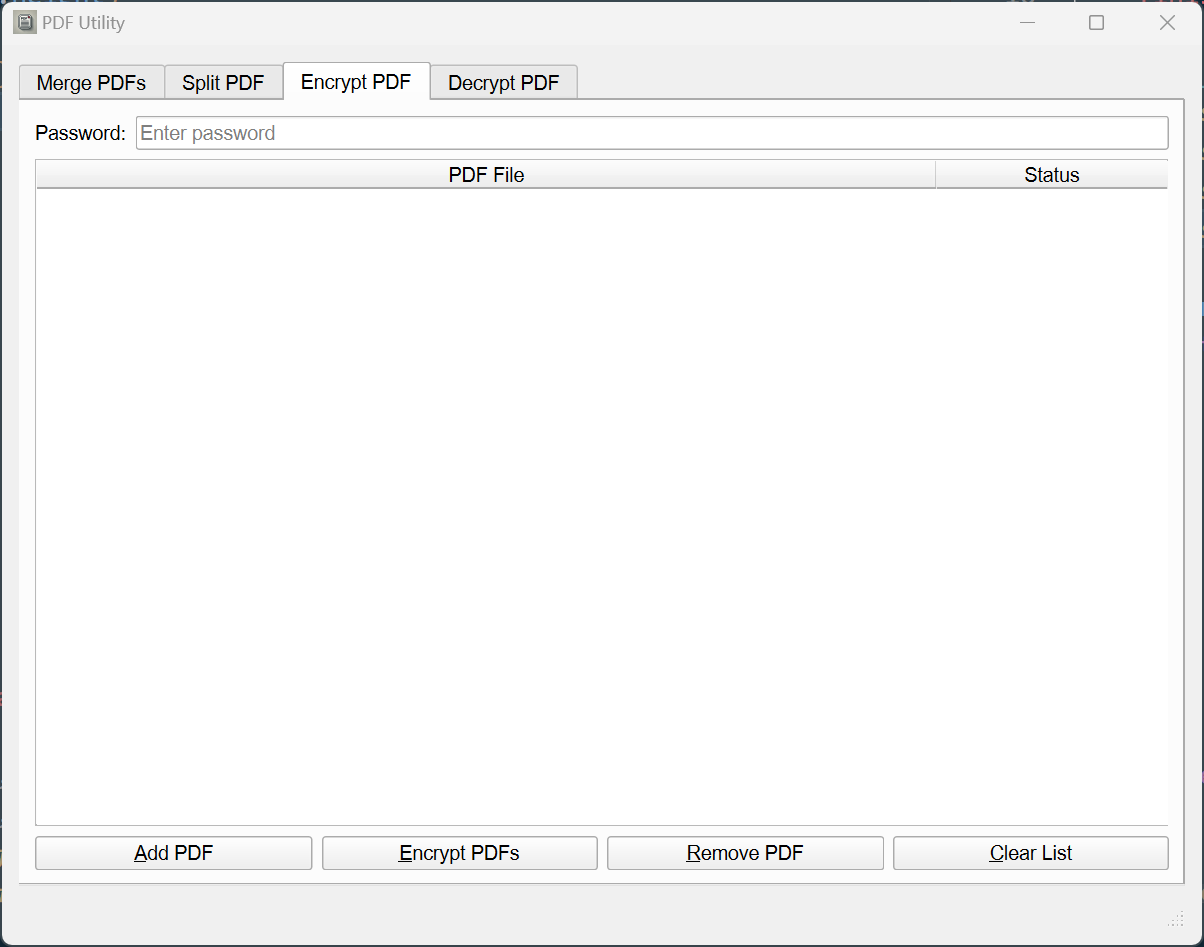 PDF Utility
Merge PDFs Split PDF Encrypt PDF Decrypt PDF
Password: Enter password
PDF File Status
Add PDF Encrypt PDFs Remove PDF Clear List